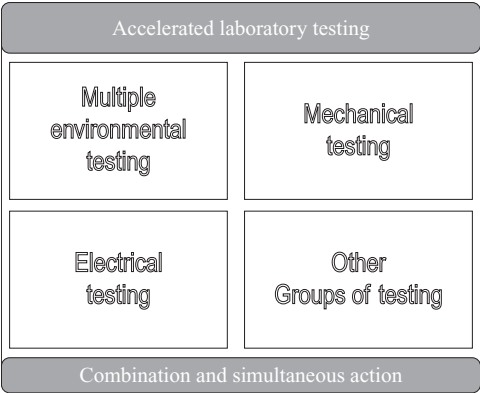 Accelerated laboratory testing
Multiple
environmental
testing
Mechanical
testing
Electrical
testing
Other
Groups of testing
Combination and simultaneous action